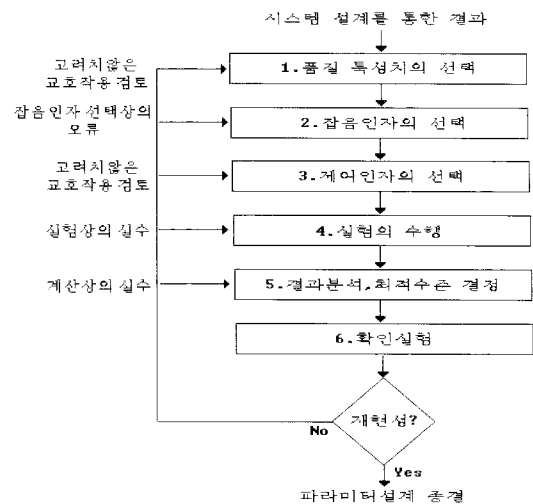 시스템 설계를 통한 결과
고려치않은
교호작용 검토
1.품질 특성치의 선택
잡음인자 선택상의
오류
2.잡음인자의 선택
고려치않은
교호작용 검토
3.제어인자의 선택
실험상의 실수
4.실험의 수행
계산상의 실수
5.결과분석,최적수준 결정
6.확인실험
재현성?
No
Yes
파라미터설계 종결